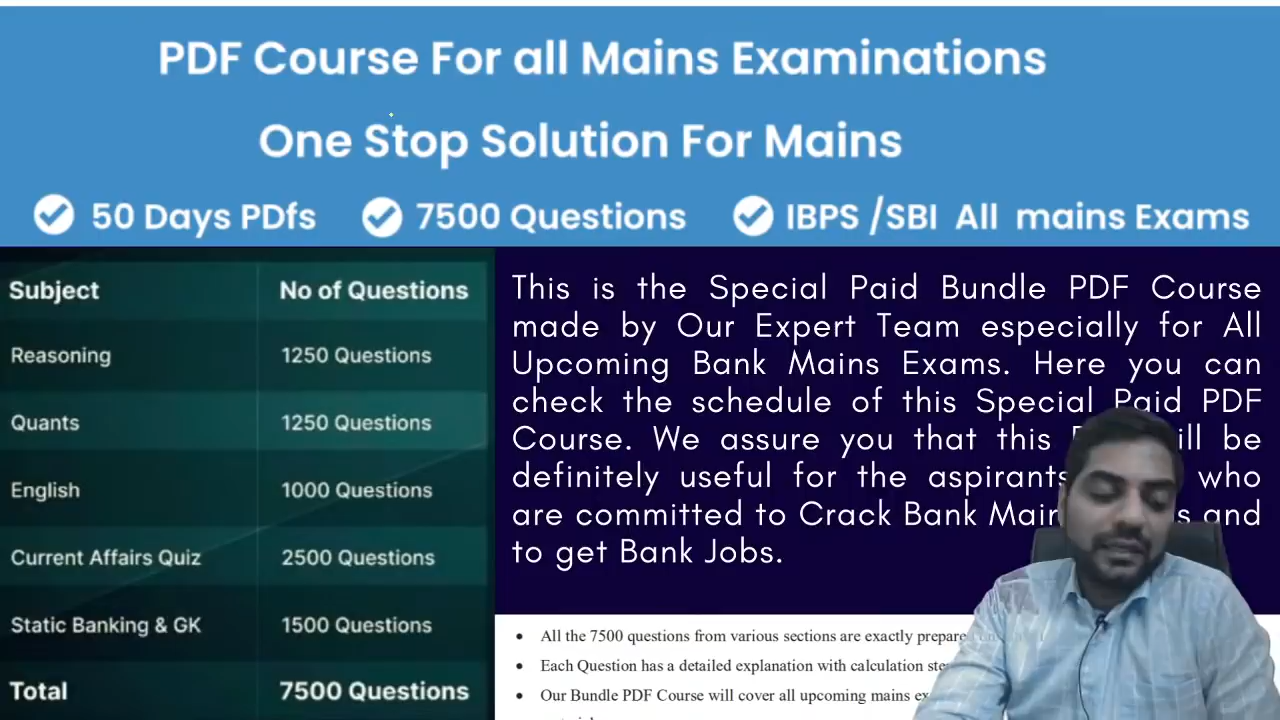 PDF Course For all Mains Examinations
One Stop Solution For Mains
50 Days PDfs 7500 Questions IBPS /SBI All mains Exams
Subject No of Questions
Reasoning 1250 Questions
Quants 1250 Questions
English 1000 Questions
Current Affairs Quiz 2500 Questions
Static Banking & GK 1500 Questions
Total 7500 Questions
This is the Special Paid Bundle PDF Course
made by Our Expert Team especially for All
Upcoming Bank Mains Exams. Here you can
check the schedule of this Special Paid PDF
Course. We assure you that this be
definitely useful for the aspirants who
are committed to Crack Bank and
to get Bank Jobs.
• All the 7500 questions from various sections are exactly
• Each Question has a detailed explanation with calculation
• Our Bundle PDF Course will cover all upcoming mains